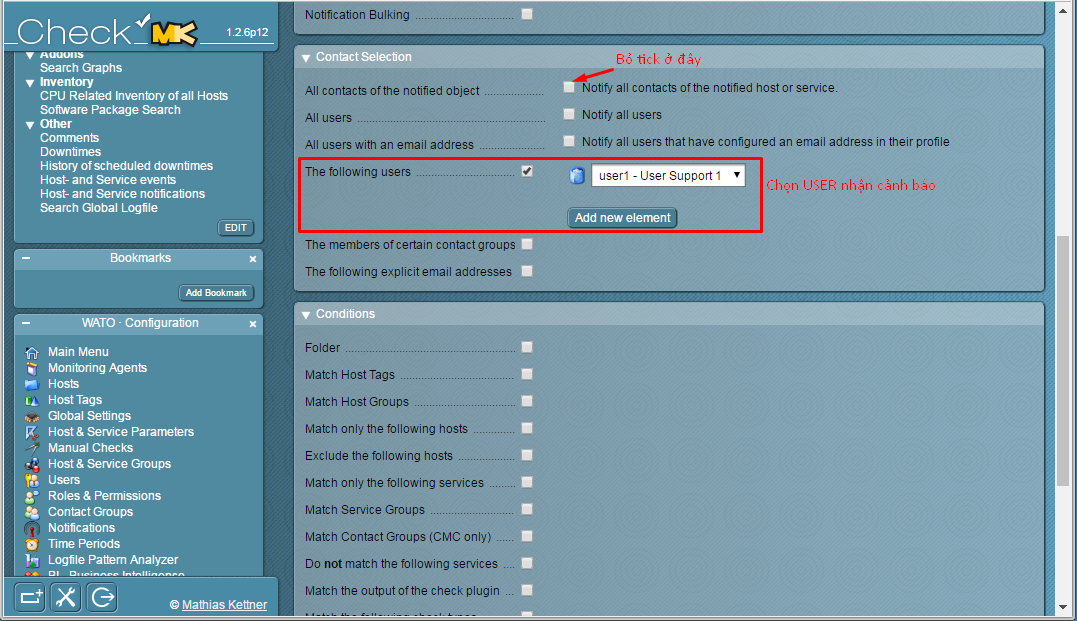 Check MK 1.2.6p12
Addons
Search Graphs
Inventory
CPU Related Inventory of all Hosts
Software Package Search
Other
Comments
Downtimes
History of scheduled downtimes
Host- and Service events
Host- and Service notifications
Search Global Logfile
EDIT
Bookmarks
Add Bookmark
WATO · Configuration
Main Menu
Monitoring Agents
Hosts
Host Tags
Global Settings
Host & Service Parameters
Manual Checks
Host & Service Groups
Users
Roles & Permissions
Contact Groups
Notifications
Time Periods
Logfile Pattern Analyzer
BI - Business Intelligence
© Mathias Kettner
Notification Bulking
Contact Selection
Bỏ tick ở đây
All contacts of the notified object Notify all contacts of the notified host or service.
All users Notify all users
All users with an email address Notify all users that have configured an email address in their profile
The following users user1 - User Support 1
Chọn USER nhận cảnh báo
Add new element
The members of certain contact groups
The following explicit email addresses
Conditions
Folder
Match Host Tags
Match Host Groups
Match only the following hosts
Exclude the following hosts
Match only the following services
Match Service Groups
Match Contact Groups (CMC only)
Do not match the following services
Match the output of the check plugin
Match the following check types